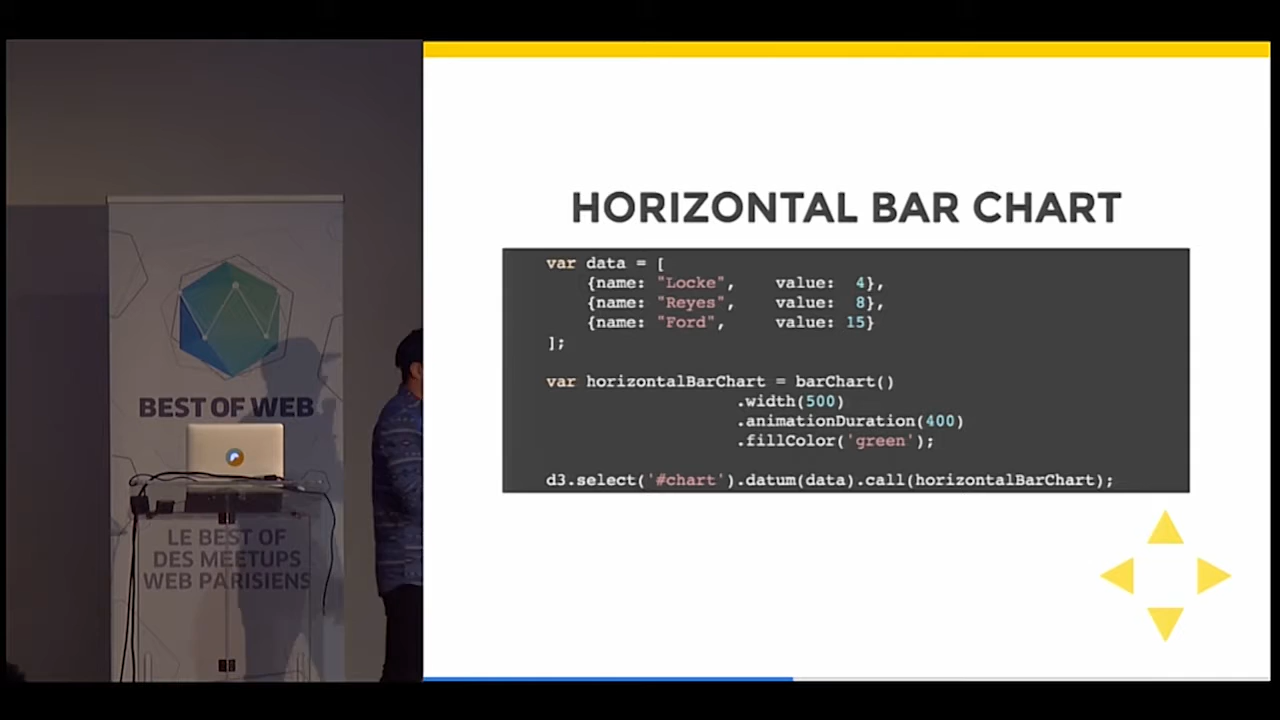 BEST OF WEB
LE BEST OF
DES MEETUPS
WEB PARISIENS
HORIZONTAL BAR CHART
var data = [
{name: "Locke", value: 4},
{name: "Reyes", value: 8},
{name: "Ford", value: 15}
];
var horizontalBarChart = barChart()
.width(500)
.animationDuration(400)
.fillColor('green');
d3.select('#chart').datum(data).call(horizontalBarChart);